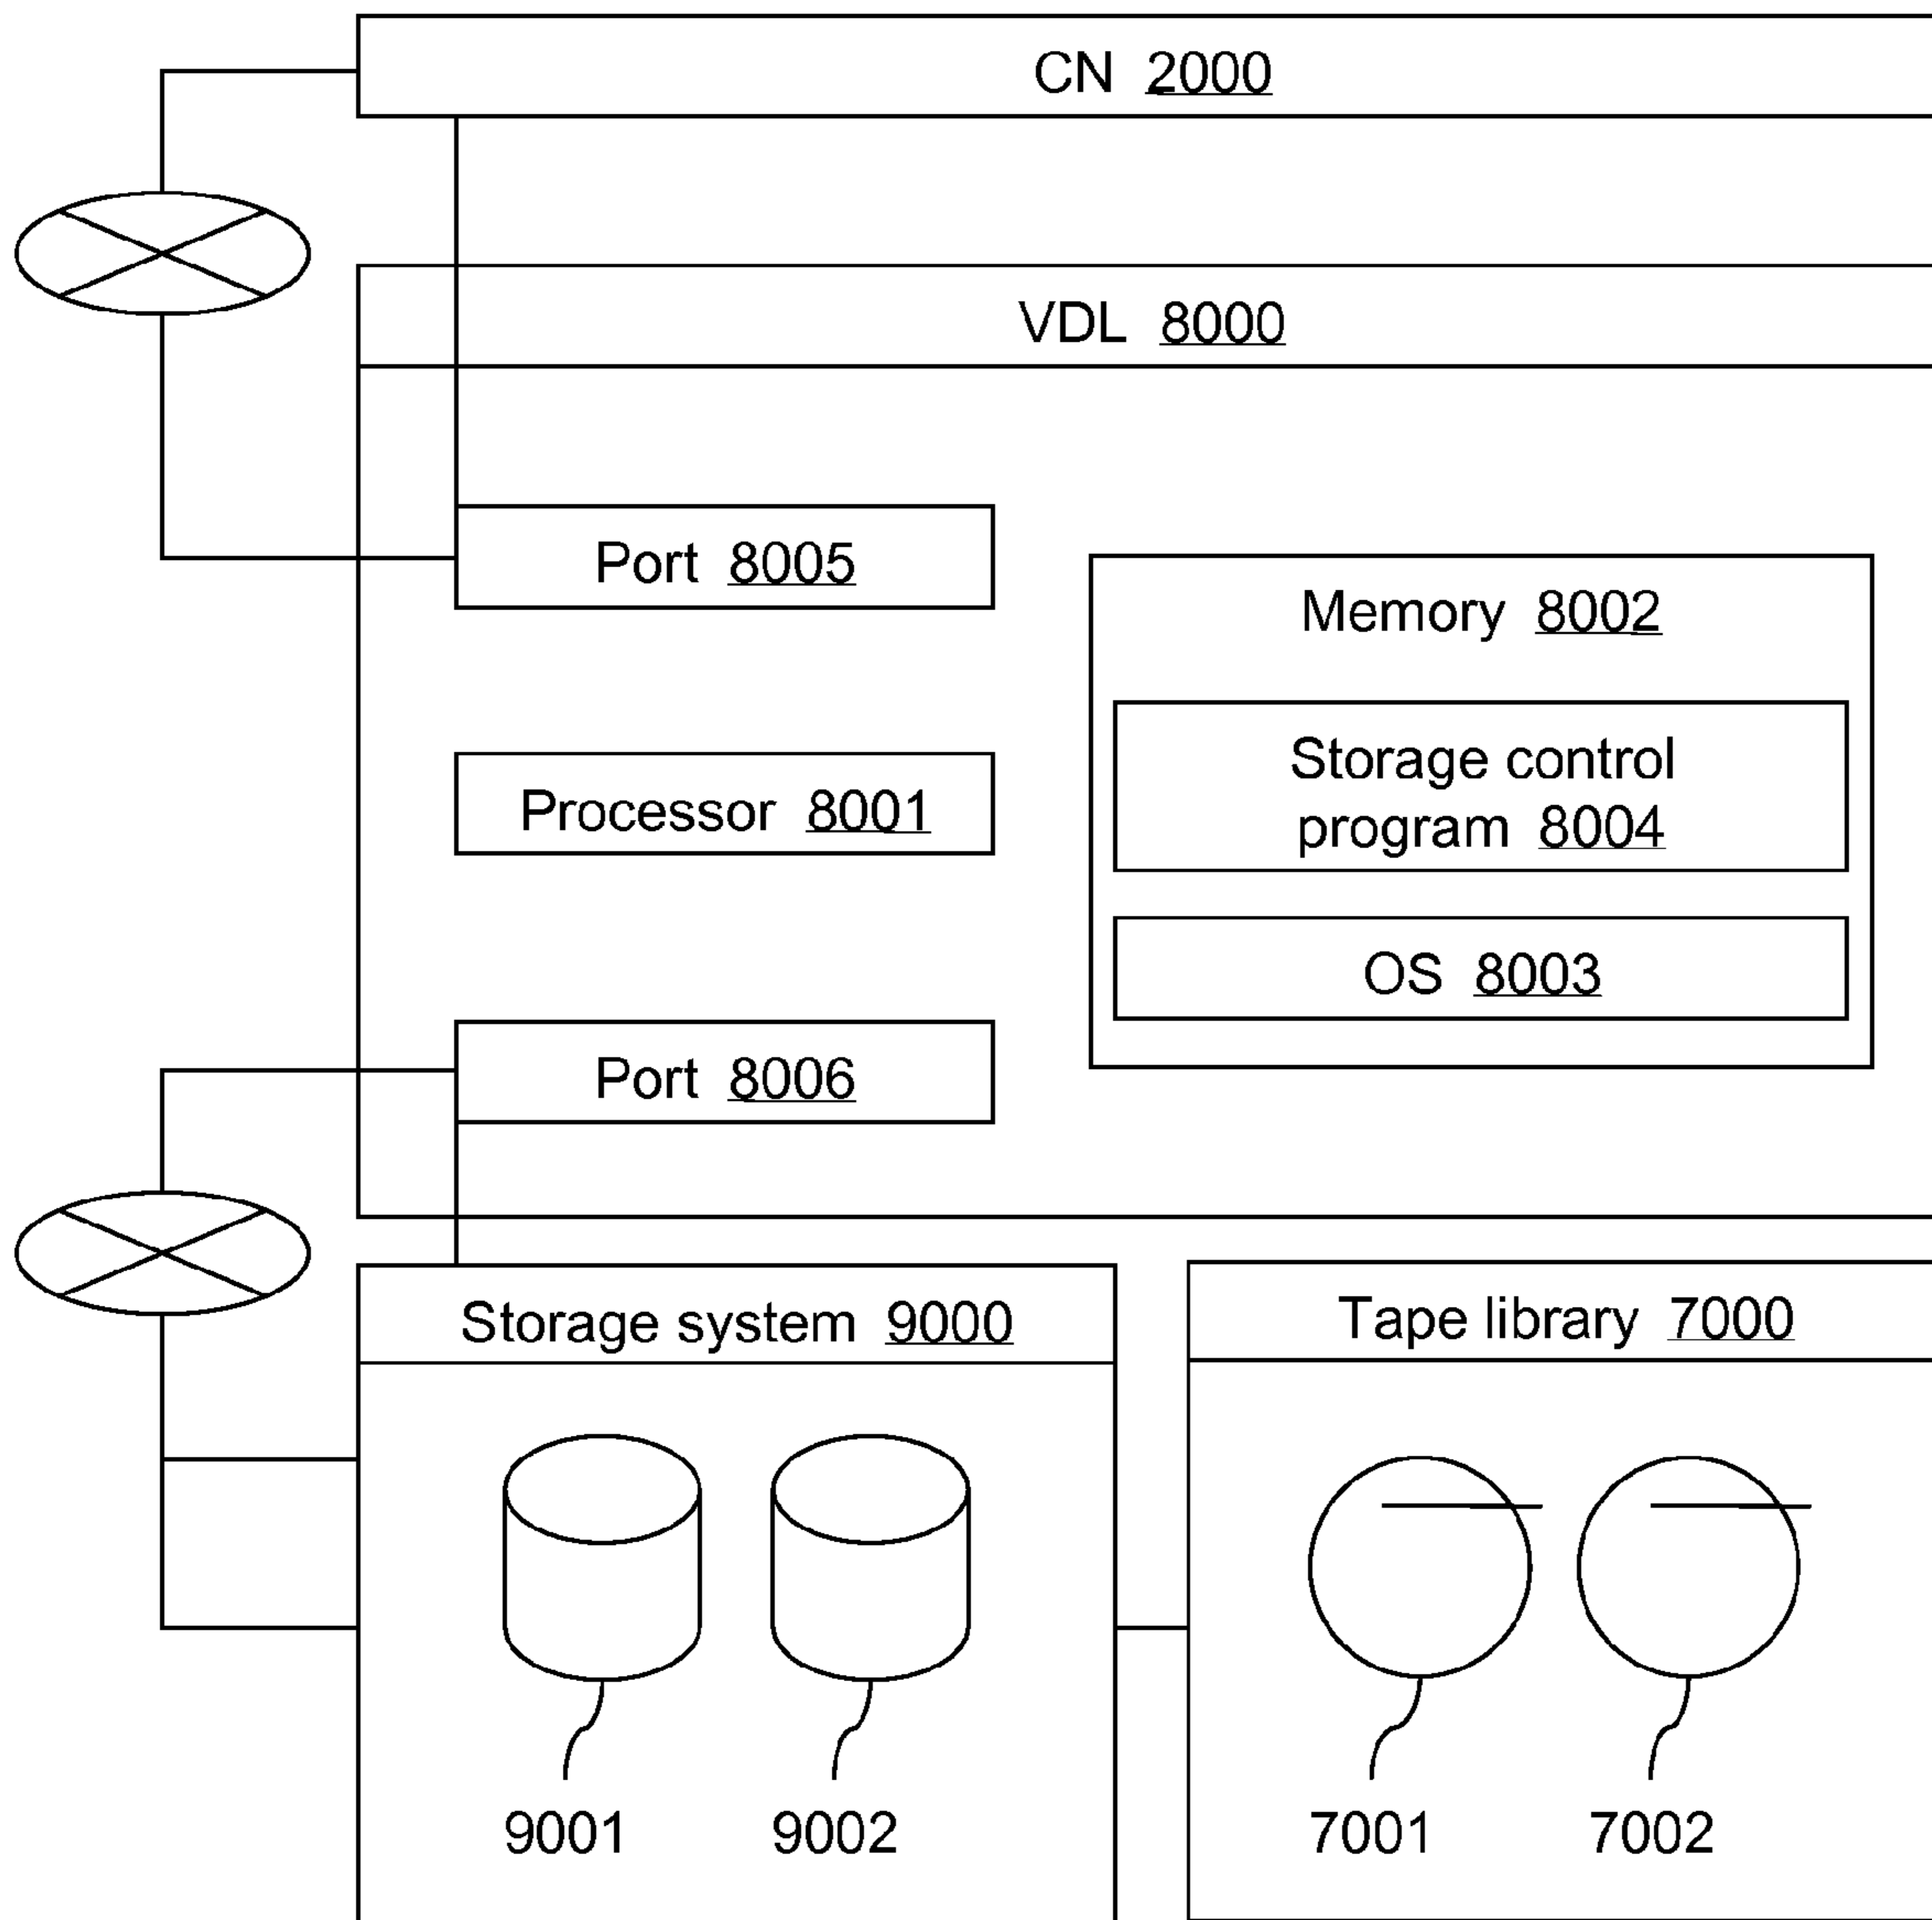 CN 2000
VDL 8000
Port 8005
Memory 8002
Storage control
program 8004
Processor 8001
OS 8003
Port 8006
Storage system 9000
Tape library 7000
9001
9002
7001
7002